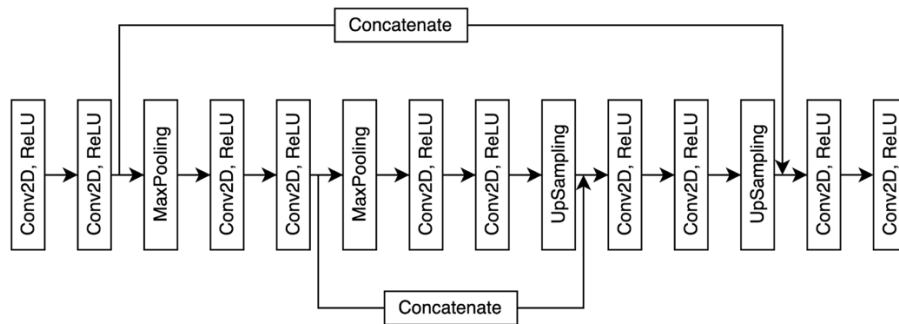 Concatenate
Conv2D, ReLU
Conv2D, ReLU
MaxPooling
Conv2D, ReLU
Conv2D, ReLU
MaxPooling
Conv2D, ReLU
Conv2D, ReLU
UpSampling
Conv2D, ReLU
Conv2D, ReLU
UpSampling
Conv2D, ReLU
Conv2D, ReLU
Concatenate